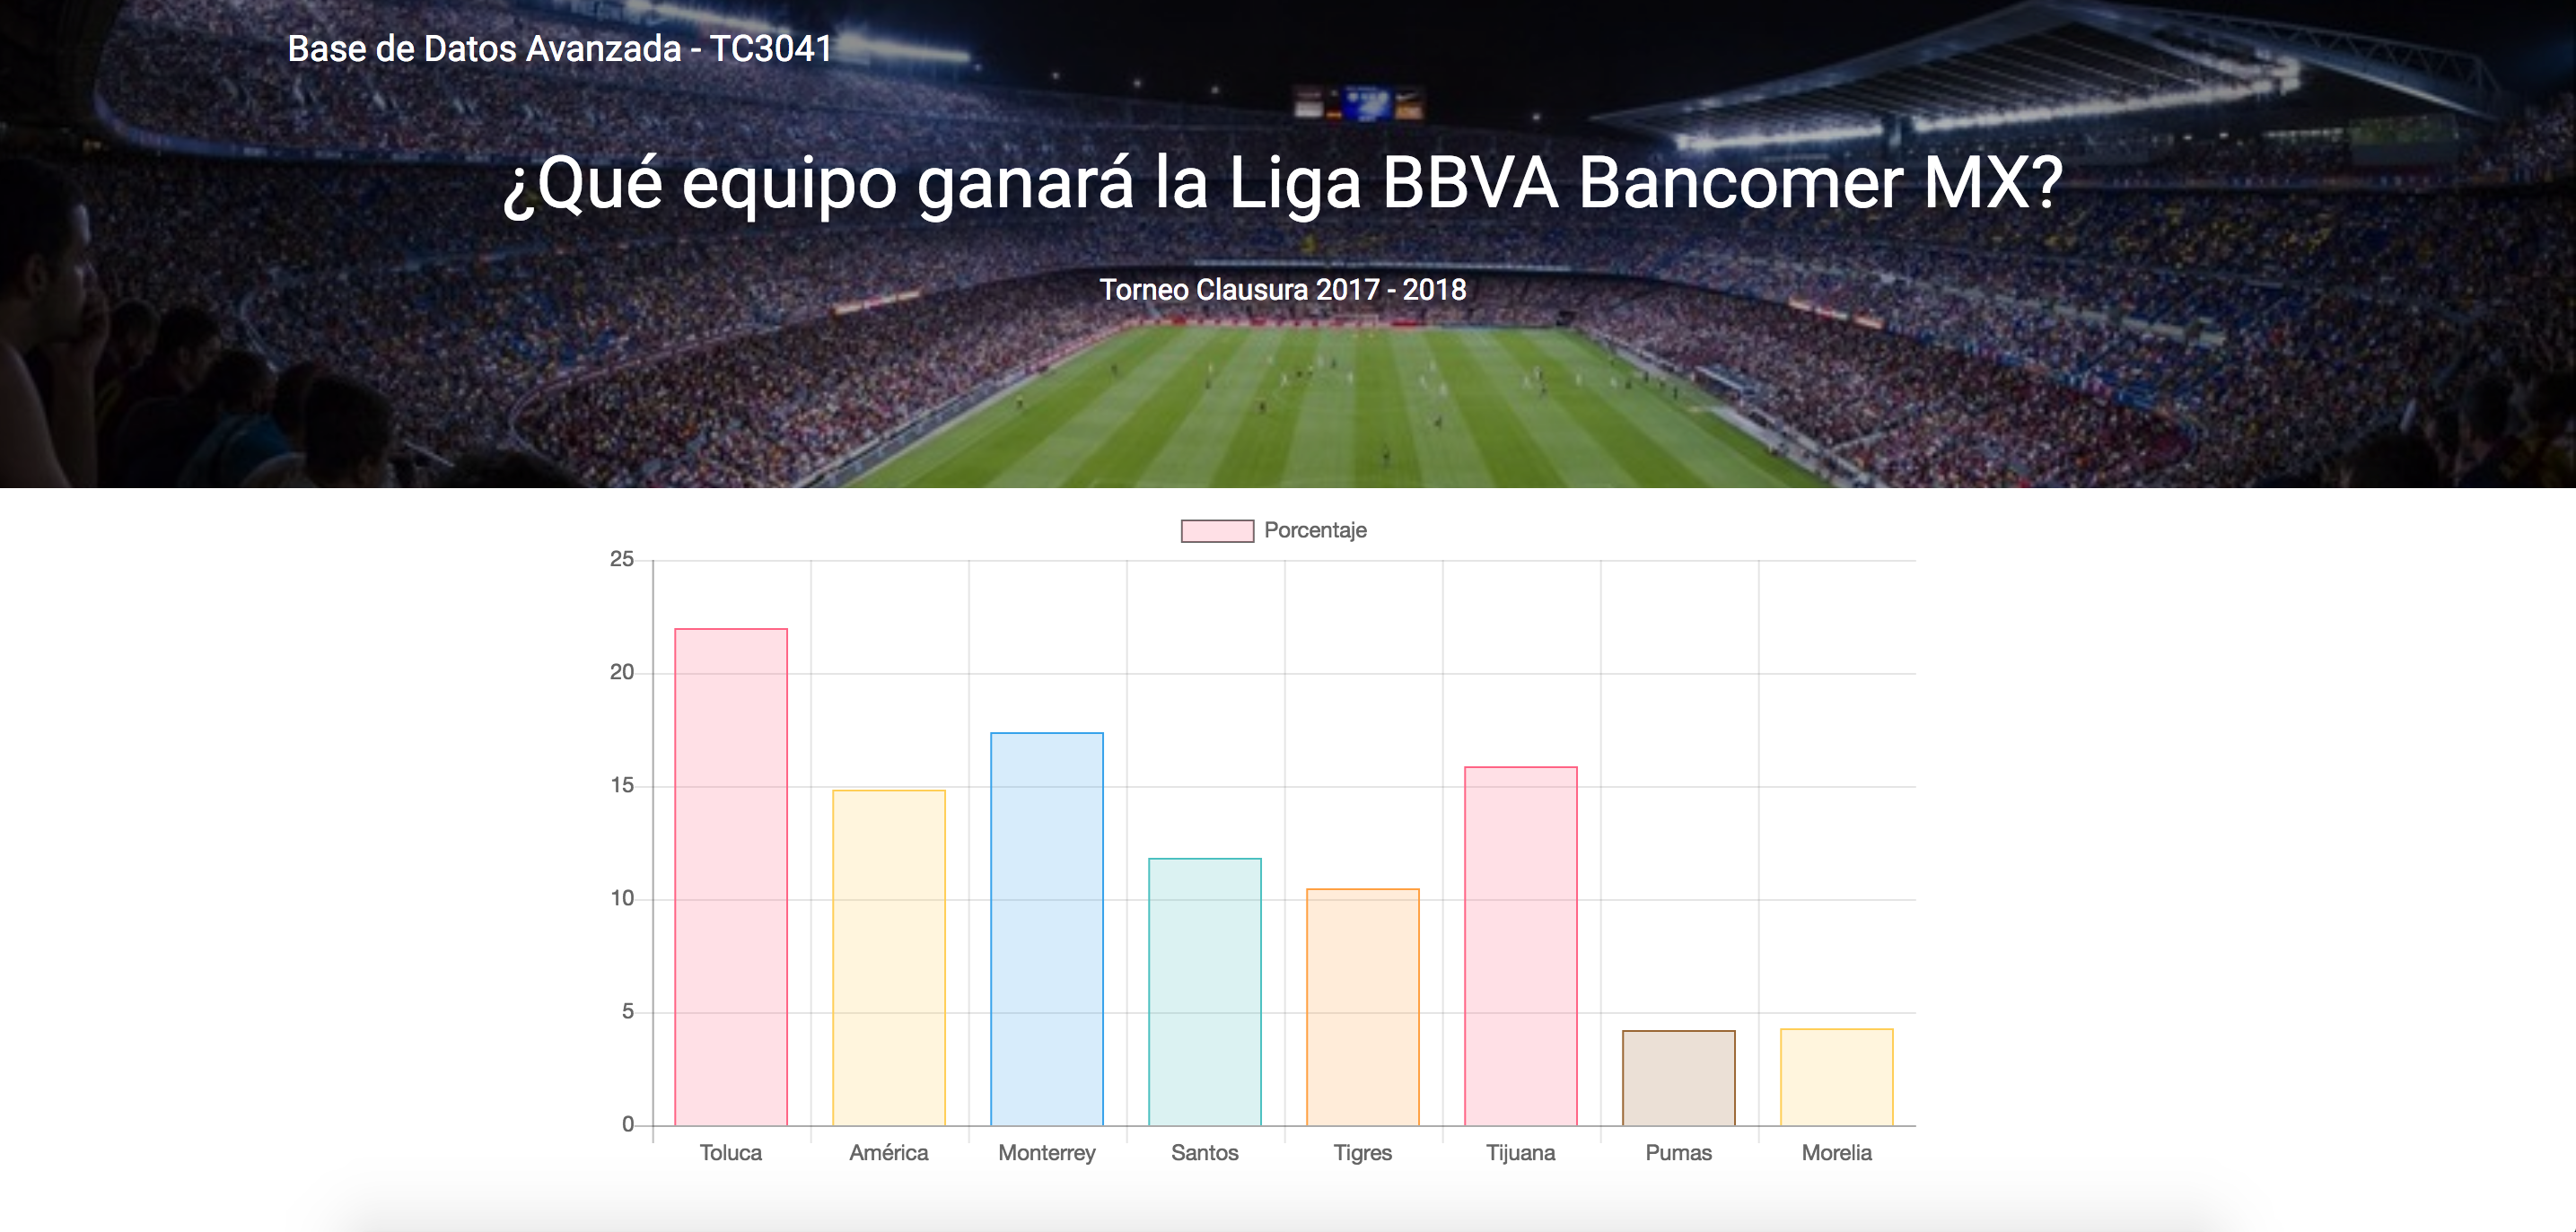 Base de Datos Avanzada - TC3041
¿Qué equipo ganará la Liga BBVA Bancomer MX?
Torneo Clausura 2017 - 2018
Porcentaje
25
20
15
10
5
0
Toluca América Monterrey Santos Tigres Tijuana Pumas Morelia